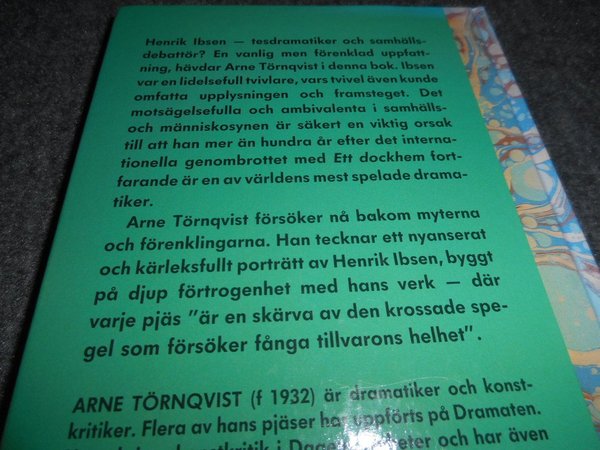 Henrik Ibsen — tesdramatiker och samhälls-
debattör? En vanlig men förenklad uppfatt-
ning, hävdar Arne Törnqvist i denna bok. Ibsen
var en lidelsefull tvivlare, vars tvivel även kunde
omfatta upplysningen och framsteget. Det
motsägelsefulla och ambivalenta i samhälls-
och människosynen är säkert en viktig orsak
till att han mer än hundra år efter det interna-
tionella genombrottet med Ett dockhem fort-
farande är en av världens mest spelade drama-
tiker.
Arne Törnqvist försöker nå bakom myterna
och förenklingarna. Han tecknar ett nyanserat
och kärleksfullt porträtt av Henrik Ibsen, byggt
på djup förtrogenhet med hans verk — där
varje pjäs "är en skärva av den krossade spe-
gel som försöker fånga tillvarons helhet".
ARNE TÖRNQVIST (f 1932) är dramatiker och konst-
kritiker. Flera av hans pjäser har uppförts på Dramaten.
och har även